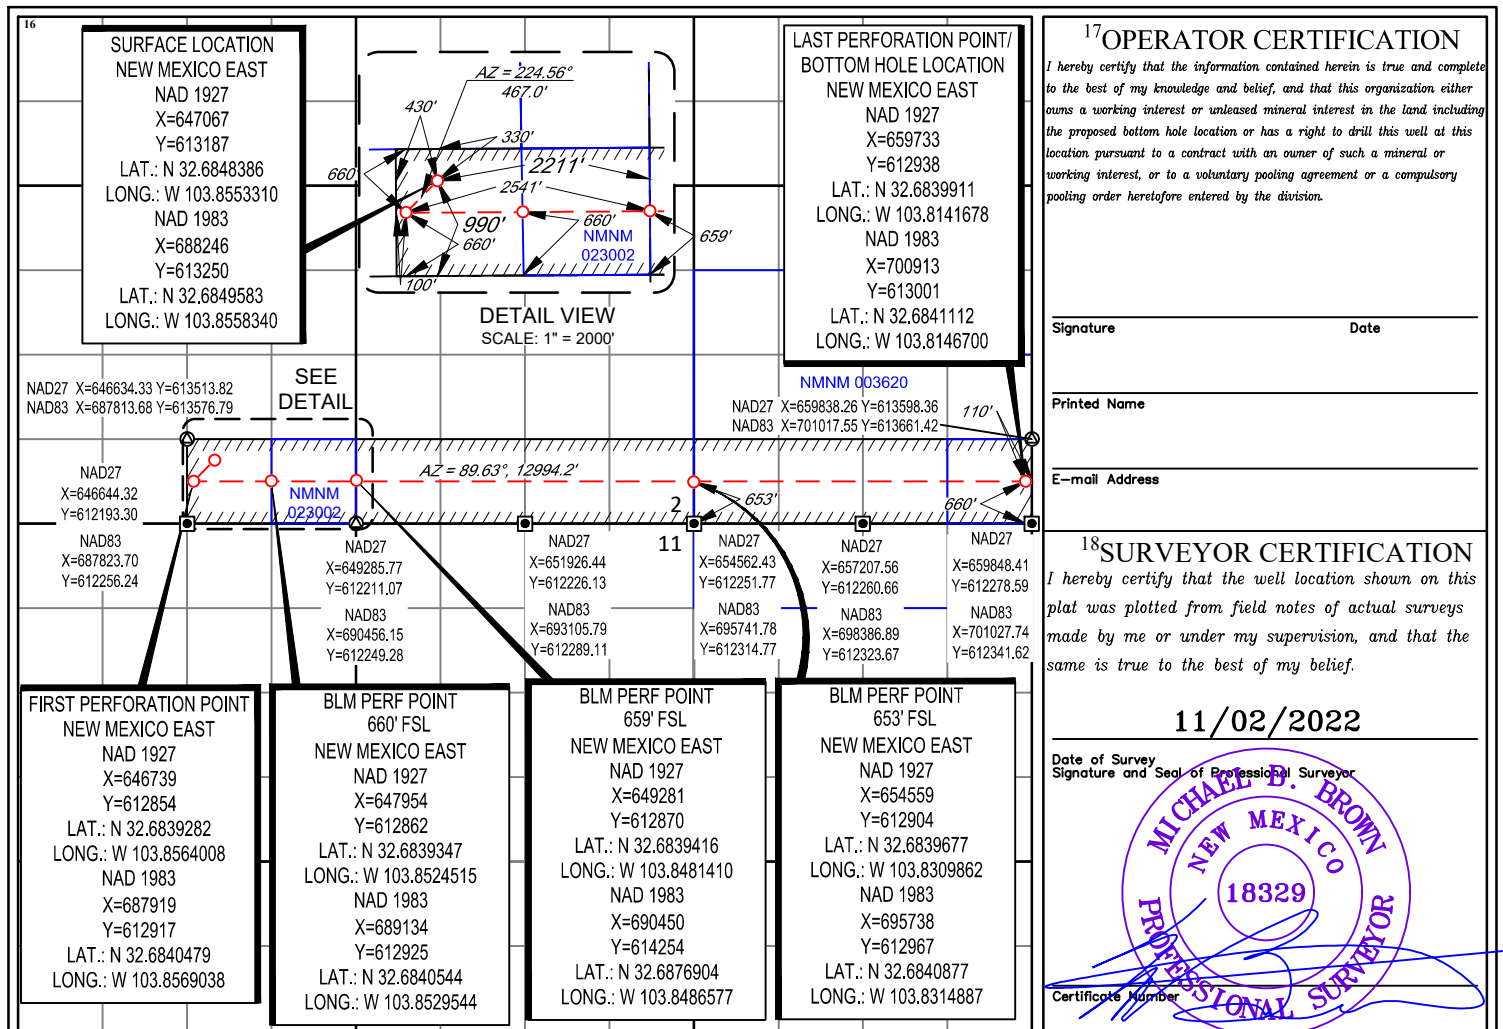 16
SURFACE LOCATION
NEW MEXICO EAST
NAD 1927
X=647067
Y=613187
LAT.: N 32.6848386
LONG.: W 103.8553310
NAD 1983
X=688246
Y=613250
LAT.: N 32.6849583
LONG.: W 103.8558340
AZ = 224.56°
467.0'
430'
330'
660'
2211'
2541'
990'
660'
660'
NMNM
023002
659'
100'
DETAIL VIEW
SCALE: 1" = 2000'
LAST PERFORATION POINT/
BOTTOM HOLE LOCATION
NEW MEXICO EAST
NAD 1927
X=659733
Y=612938
LAT.: N 32.6839911
LONG.: W 103.8141678
NAD 1983
X=700913
Y=613001
LAT.: N 32.6841112
LONG.: W 103.8146700
NAD27 X=646634.33 Y=613513.82
NAD83 X=687813.68 Y=613576.79
SEE
DETAIL
NMNM 003620
NAD27 X=659838.26 Y=613598.36
NAD83 X=701017.55 Y=613661.42
110'
AZ = 89.63°, 12994.2'
NMNM
023002
2
11
653'
660'
NAD27
X=646644.32
Y=612193.30
NAD83
X=687823.70
Y=612256.24
NAD27
X=649285.77
Y=612211.07
NAD83
X=690456.15
Y=612249.28
NAD27
X=651926.44
Y=612226.13
NAD83
X=693105.79
Y=612289.11
NAD27
X=654562.43
Y=612251.77
NAD83
X=695741.78
Y=612314.77
NAD27
X=657207.56
Y=612260.66
NAD83
X=698386.89
Y=612323.67
NAD27
X=659848.41
Y=612278.59
NAD83
X=701027.74
Y=612341.62
FIRST PERFORATION POINT
NEW MEXICO EAST
NAD 1927
X=646739
Y=612854
LAT.: N 32.6839282
LONG.: W 103.8564008
NAD 1983
X=687919
Y=612917
LAT.: N 32.6840479
LONG.: W 103.8569038
BLM PERF POINT
660' FSL
NEW MEXICO EAST
NAD 1927
X=647954
Y=612862
LAT.: N 32.6839347
LONG.: W 103.8524515
NAD 1983
X=689134
Y=612925
LAT.: N 32.6840544
LONG.: W 103.8529544
BLM PERF POINT
659' FSL
NEW MEXICO EAST
NAD 1927
X=649281
Y=612870
LAT.: N 32.6839416
LONG.: W 103.8481410
NAD 1983
X=690450
Y=614254
LAT.: N 32.6876904
LONG.: W 103.8486577
BLM PERF POINT
653' FSL
NEW MEXICO EAST
NAD 1927
X=654559
Y=612904
LAT.: N 32.6839677
LONG.: W 103.8309862
NAD 1983
X=695738
Y=612967
LAT.: N 32.6840877
LONG.: W 103.8314887
17 OPERATOR CERTIFICATION
I hereby certify that the information contained herein is true and complete
to the best of my knowledge and belief, and that this organization either
owns a working interest or unleased mineral interest in the land including
the proposed bottom hole location or has a right to drill this well at this
location pursuant to a contract with an owner of such a mineral or
working interest, or to a voluntary pooling agreement or a compulsory
pooling order heretofore entered by the division.
Signature Date
Printed Name
E-mail Address
18 SURVEYOR CERTIFICATION
I hereby certify that the well location shown on this
plat was plotted from field notes of actual surveys
made by me or under my supervision, and that the
same is true to the best of my belief.
11/02/2022
Date of Survey
Signature and Seal of Professional Surveyor
MICHAEL B. BROWN
NEW MEXICO
18329
PROFESSIONAL SURVEYOR
Certificate Number